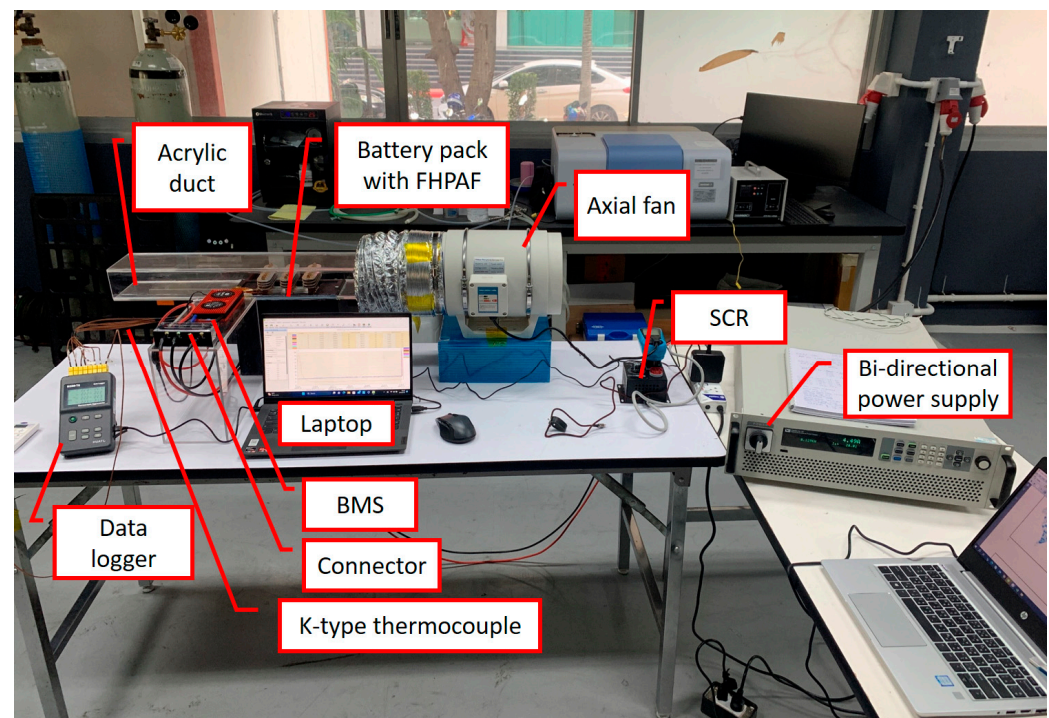 Acrylic
duct
Battery pack
with FHPAF
Axial fan
SCR
Bi-directional
power supply
Laptop
BMS
Data
logger
Connector
K-type thermocouple